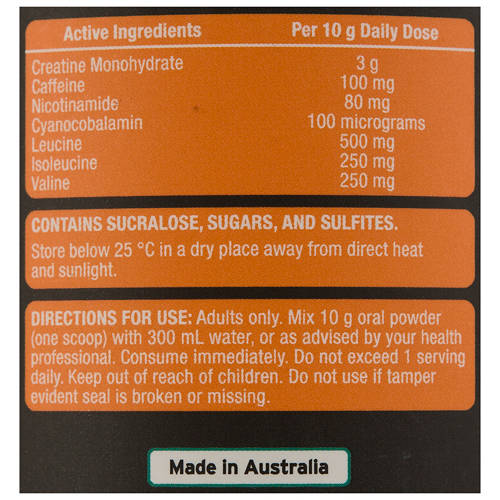 Active Ingredients Per 10 g Daily Dose
Creatine Monohydrate 3 g
Caffeine 100 mg
Nicotinamide 80 mg
Cyanocobalamin 100 micrograms
Leucine 500 mg
Isoleucine 250 mg
Valine 250 mg
CONTAINS SUCRALOSE, SUGARS, AND SULFITES.
Store below 25 °C in a dry place away from direct heat
and sunlight.
DIRECTIONS FOR USE: Adults only. Mix 10 g oral powder
(one scoop) with 300 mL water, or as advised by your health
professional. Consume immediately. Do not exceed 1 serving
daily. Keep out of reach of children. Do not use if tamper
evident seal is broken or missing.
Made in Australia